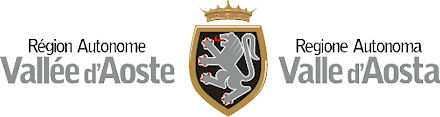 Région Autonome
Vallée d'Aoste
Regione Autonoma
Valle d'Aosta